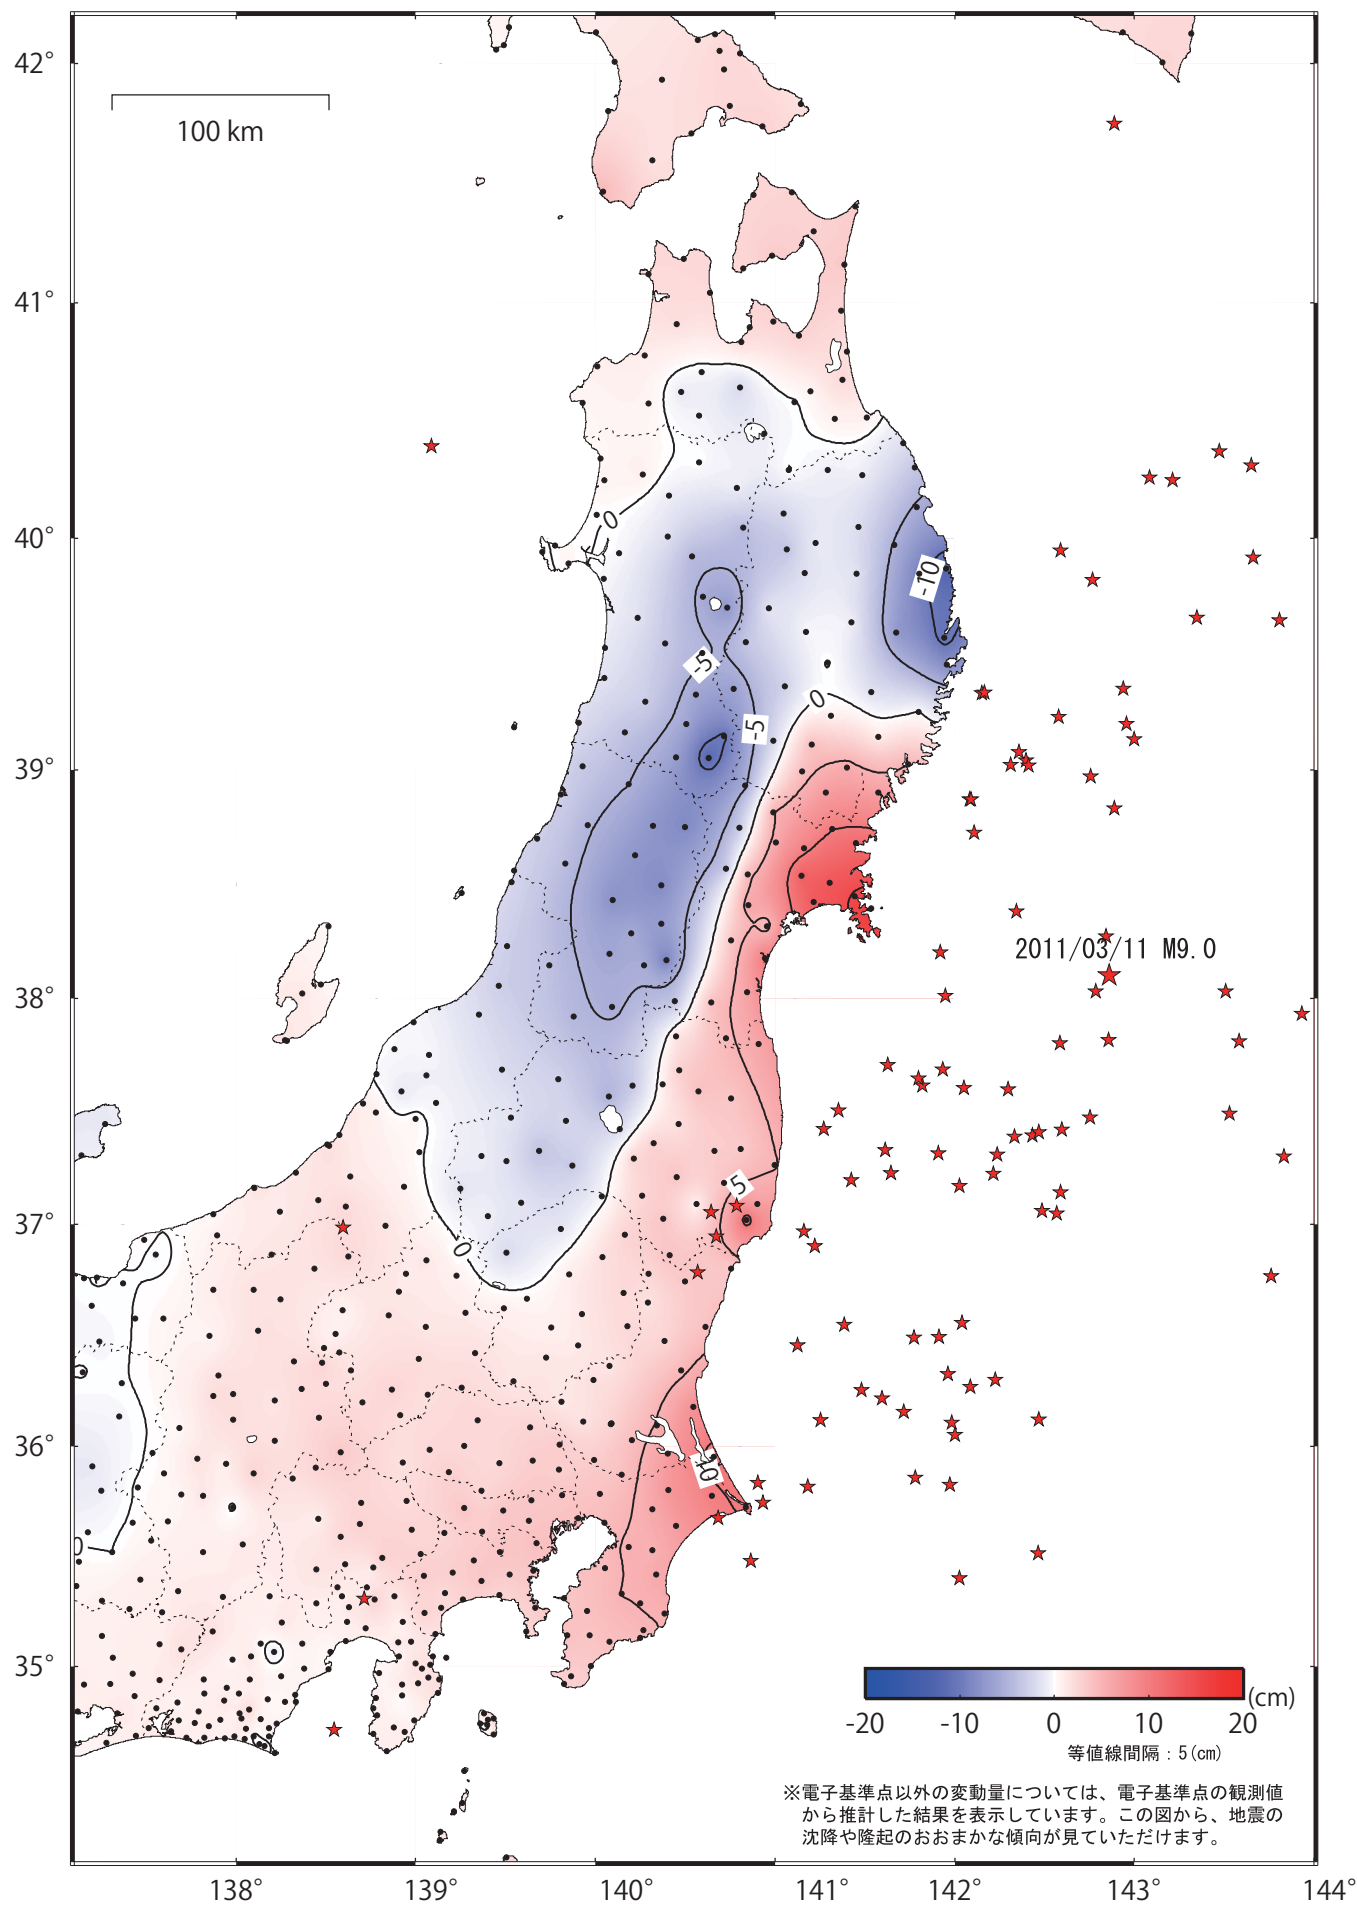 42°
100 km
41°
0
40°
-10
-5
0
-5
39°
2011/03/11 M9.0
38°
5
37°
0
36°
10
0
35°
-20 -10 0 10 20 (cm)
等値線間隔：5(cm)
※電子基準点以外の変動量については、電子基準点の観測値
から推計した結果を表示しています。この図から、地震の
沈降や隆起のおおまかな傾向が見ていただけます。
138° 139° 140° 141° 142° 143° 144°